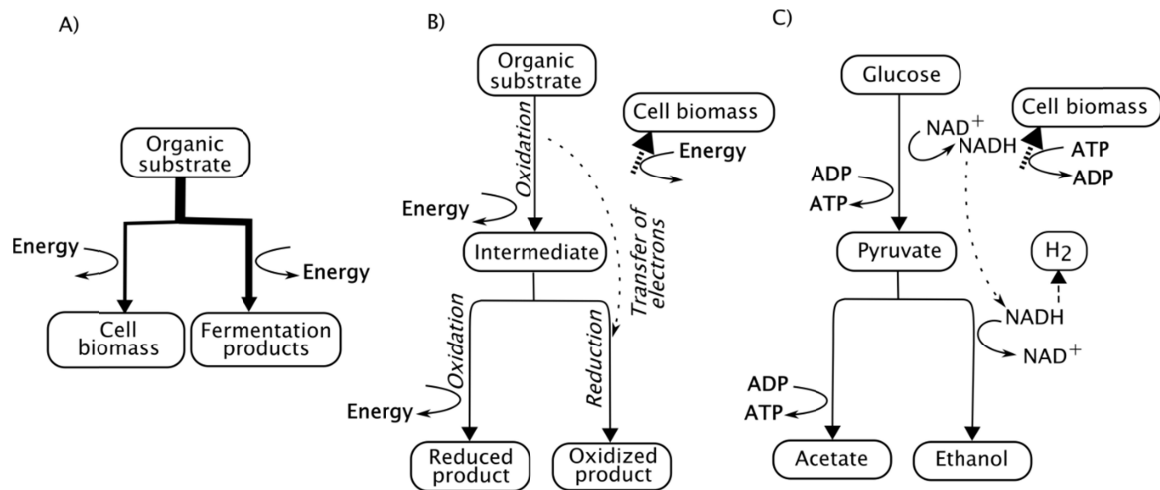 A)
Organic
substrate
Energy
Energy
Cell
biomass
Fermentation
products
B)
Organic
substrate
Oxidation
Cell biomass
Energy
Energy
Transfer of
electrons
Intermediate
Oxidation
Reduction
Energy
Reduced
product
Oxidized
product
C)
Glucose
Cell biomass
NAD+
NADH
ATP
ADP
ADP
ATP
Pyruvate
H2
NADH
NAD+
ADP
ATP
Acetate
Ethanol